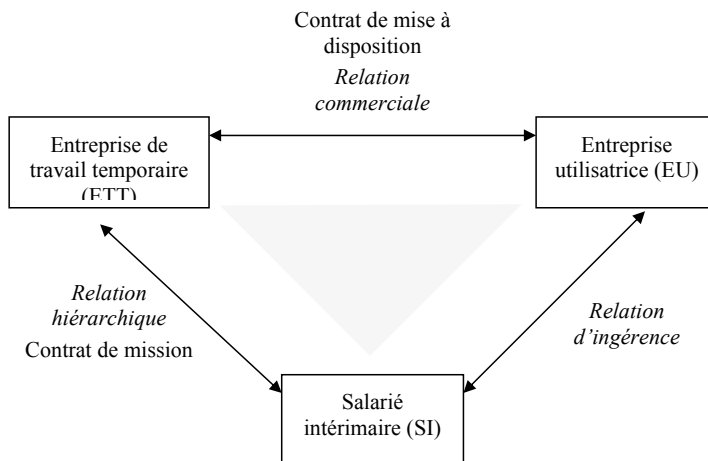 Contrat de mise à
disposition
Relation
commerciale
Entreprise de
travail temporaire
(ETT)
Entreprise
utilisatrice (EU)
Relation
hiérarchique
Contrat de mission
Relation
d'ingérence
Salarié
intérimaire (SI)